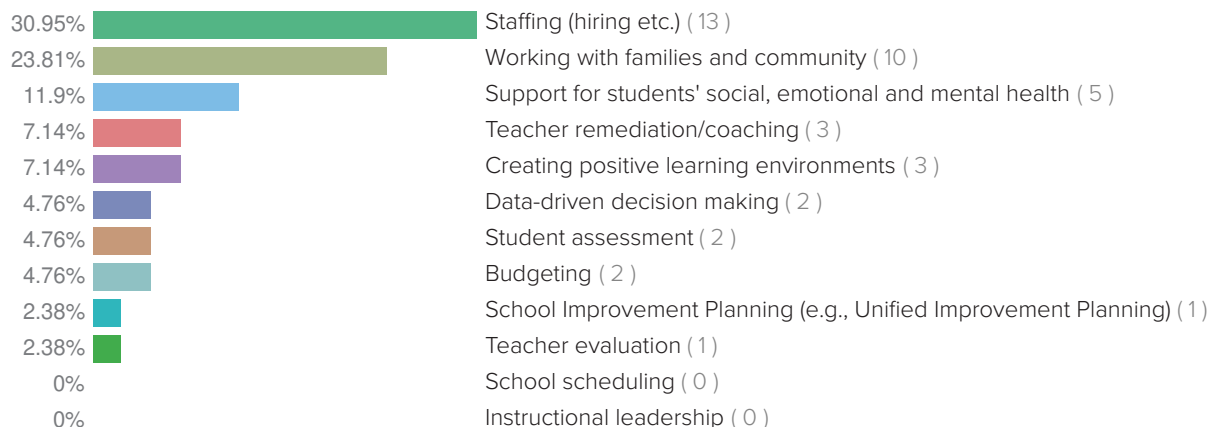 30.95% Staffing (hiring etc.) ( 13 )
23.81% Working with families and community ( 10 )
11.9% Support for students' social, emotional and mental health ( 5 )
7.14% Teacher remediation/coaching ( 3 )
7.14% Creating positive learning environments ( 3 )
4.76% Data-driven decision making ( 2 )
4.76% Student assessment ( 2 )
4.76% Budgeting ( 2 )
2.38% School Improvement Planning (e.g., Unified Improvement Planning) ( 1 )
2.38% Teacher evaluation ( 1 )
0% School scheduling ( 0 )
0% Instructional leadership ( 0 )